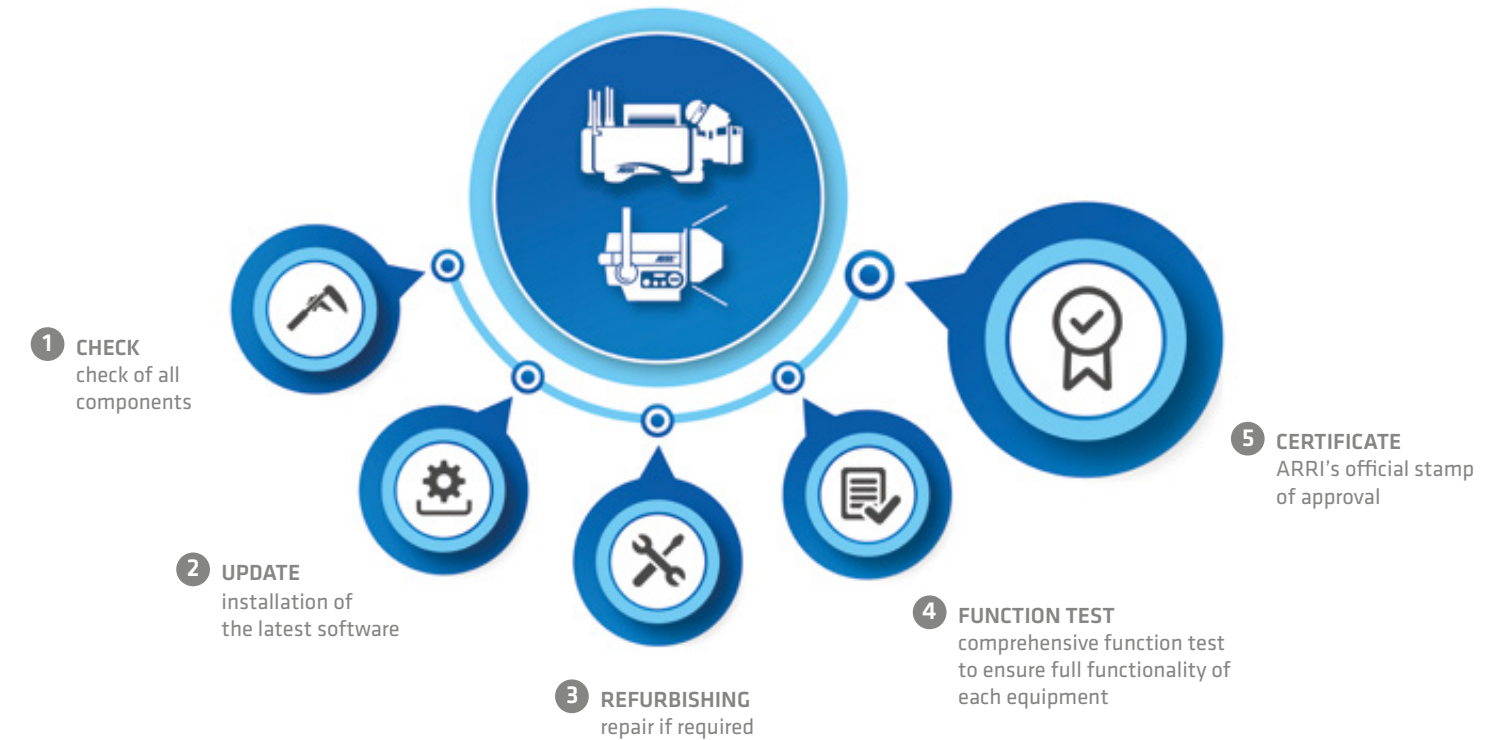 1 CHECK
check of all
components
2 UPDATE
installation of
the latest software
3 REFURBISHING
repair if required
4 FUNCTION TEST
comprehensive function test
to ensure full functionality of
each equipment
5 CERTIFICATE
ARRI's official stamp
of approval
ARRI
ARRI